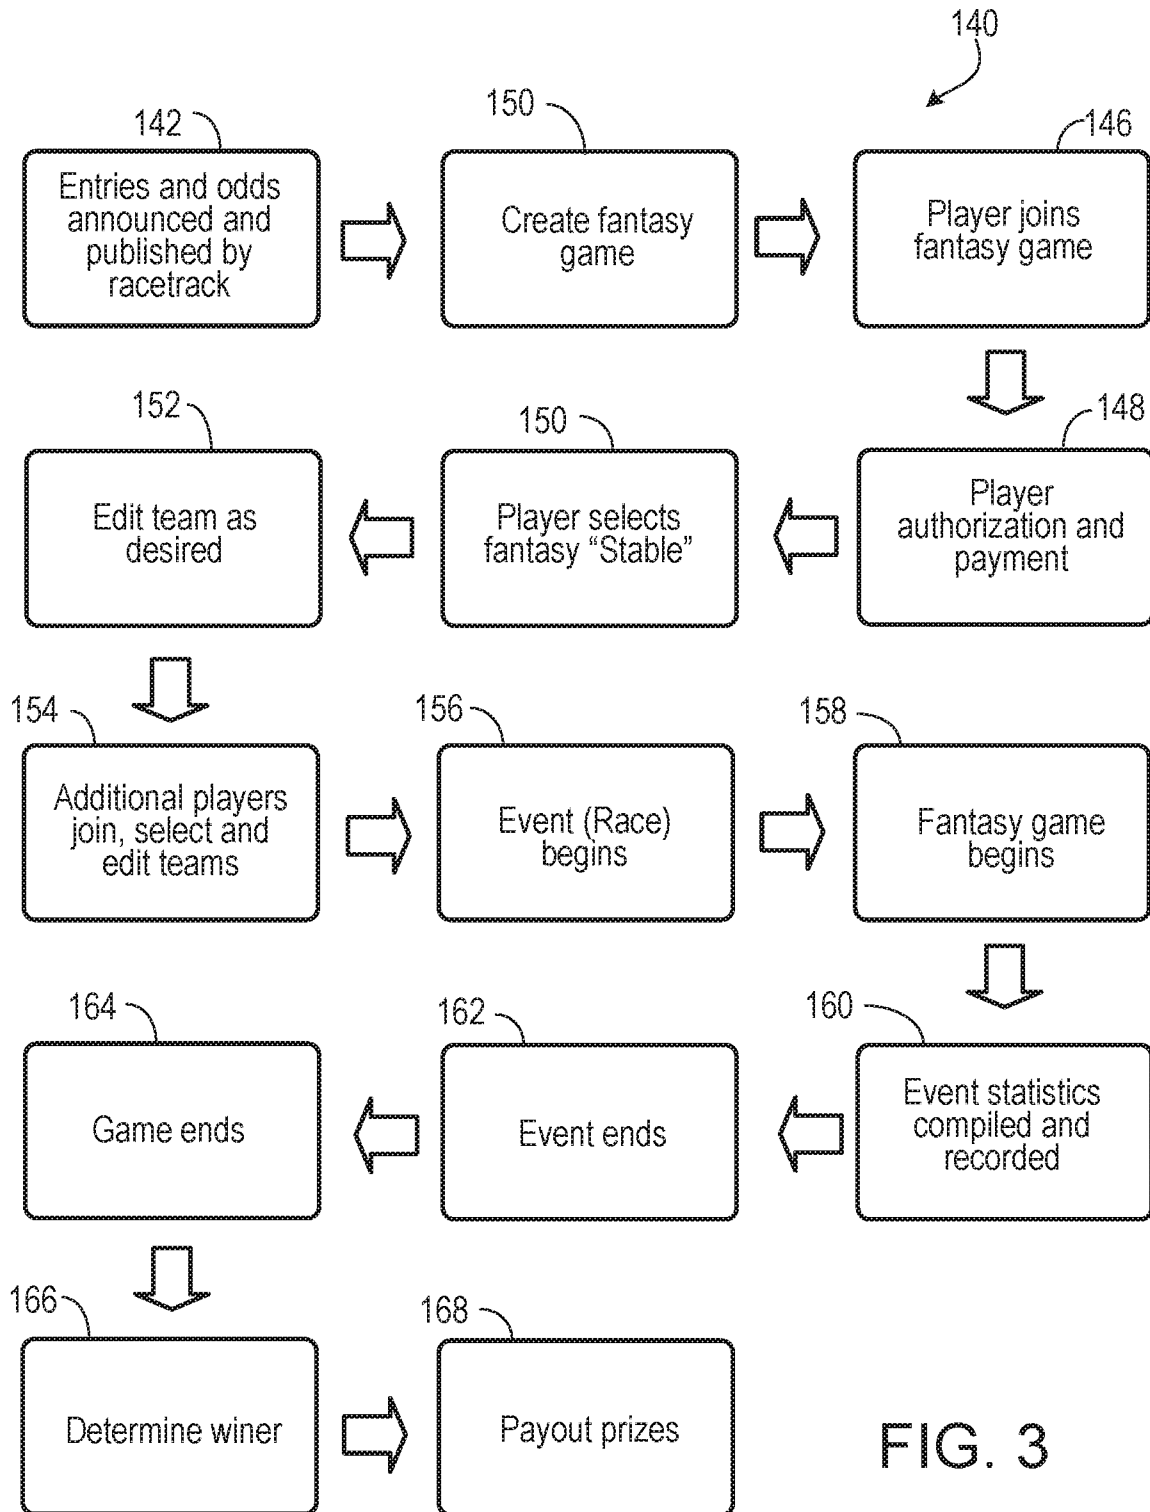 140
142
Entries and odds
announced and
published by
racetrack
150
Create fantasy
game
146
Player joins
fantasy game
148
Player
authorization and
payment
150
Player selects
fantasy “Stable”
152
Edit team as
desired
154
Additional players
join, select and
edit teams
156
Event (Race)
begins
158
Fantasy game
begins
160
Event statistics
compiled and
recorded
162
Event ends
164
Game ends
166
Determine winer
168
Payout prizes
FIG. 3